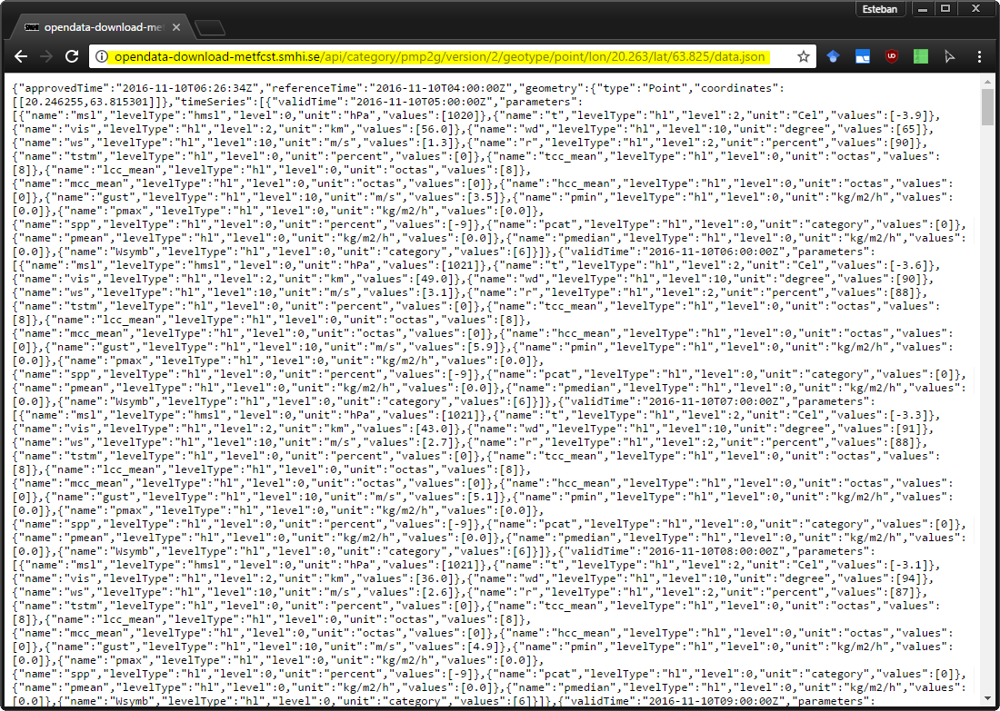 Esteban
opendata-download-met
opendata-download-metfcst.smhi.se/api/category/pmp2g/version/2/geotype/point/lon/20.263/lat/63.825/data.json
{"approvedTime":"2016-11-10T06:26:34Z","referenceTime":"2016-11-10T04:00:00Z","geometry":{"type":"Point","coordinates":
[[20.246255,63.815301]]},"timeSeries":[{"validTime":"2016-11-10T05:00:00Z","parameters":
[{"name":"msl","levelType":"hmsl","level":0,"unit":"hPa","values":[1020]},{"name":"t","levelType":"hl","level":2,"unit":"Cel","values":[-3.9]},
{"name":"vis","levelType":"hl","level":2,"unit":"km","values":[56.0]},{"name":"wd","levelType":"hl","level":10,"unit":"degree","values":[65]},
{"name":"ws","levelType":"hl","level":10,"unit":"m/s","values":[1.3]},{"name":"r","levelType":"hl","level":2,"unit":"percent","values":[90]},
{"name":"tstm","levelType":"hl","level":0,"unit":"percent","values":[0]},{"name":"tcc_mean","levelType":"hl","level":0,"unit":"octas","values":
[8]},{"name":"lcc_mean","levelType":"hl","level":0,"unit":"octas","values":[8]},
{"name":"mcc_mean","levelType":"hl","level":0,"unit":"octas","values":[0]},{"name":"hcc_mean","levelType":"hl","level":0,"unit":"octas","values":
[0]},{"name":"gust","levelType":"hl","level":10,"unit":"m/s","values":[3.5]},{"name":"pmin","levelType":"hl","level":0,"unit":"kg/m2/h","values":
[0.0]},{"name":"pmax","levelType":"hl","level":0,"unit":"kg/m2/h","values":[0.0]},
{"name":"spp","levelType":"hl","level":0,"unit":"percent","values":[-9]},{"name":"pcat","levelType":"hl","level":0,"unit":"category","values":[0]},
{"name":"pmean","levelType":"hl","level":0,"unit":"kg/m2/h","values":[0.0]},{"name":"pmedian","levelType":"hl","level":0,"unit":"kg/m2/h","values":
[0.0]},{"name":"Wsymb","levelType":"hl","level":0,"unit":"category","values":[6]}]},{"validTime":"2016-11-10T06:00:00Z","parameters":
[{"name":"msl","levelType":"hmsl","level":0,"unit":"hPa","values":[1021]},{"name":"t","levelType":"hl","level":2,"unit":"Cel","values":[-3.6]},
{"name":"vis","levelType":"hl","level":2,"unit":"km","values":[49.0]},{"name":"wd","levelType":"hl","level":10,"unit":"degree","values":[90]},
{"name":"ws","levelType":"hl","level":10,"unit":"m/s","values":[3.1]},{"name":"r","levelType":"hl","level":2,"unit":"percent","values":[88]},
{"name":"tstm","levelType":"hl","level":0,"unit":"percent","values":[0]},{"name":"tcc_mean","levelType":"hl","level":0,"unit":"octas","values":
[8]},{"name":"lcc_mean","levelType":"hl","level":0,"unit":"octas","values":[8]},
{"name":"mcc_mean","levelType":"hl","level":0,"unit":"octas","values":[0]},{"name":"hcc_mean","levelType":"hl","level":0,"unit":"octas","values":
[0]},{"name":"gust","levelType":"hl","level":10,"unit":"m/s","values":[5.9]},{"name":"pmin","levelType":"hl","level":0,"unit":"kg/m2/h","values":
[0.0]},{"name":"pmax","levelType":"hl","level":0,"unit":"kg/m2/h","values":[0.0]},
{"name":"spp","levelType":"hl","level":0,"unit":"percent","values":[-9]},{"name":"pcat","levelType":"hl","level":0,"unit":"category","values":[0]},
{"name":"pmean","levelType":"hl","level":0,"unit":"kg/m2/h","values":[0.0]},{"name":"pmedian","levelType":"hl","level":0,"unit":"kg/m2/h","values":
[0.0]},{"name":"Wsymb","levelType":"hl","level":0,"unit":"category","values":[6]}]},{"validTime":"2016-11-10T07:00:00Z","parameters":
[{"name":"msl","levelType":"hmsl","level":0,"unit":"hPa","values":[1021]},{"name":"t","levelType":"hl","level":2,"unit":"Cel","values":[-3.3]},
{"name":"vis","levelType":"hl","level":2,"unit":"km","values":[43.0]},{"name":"wd","levelType":"hl","level":10,"unit":"degree","values":[91]},
{"name":"ws","levelType":"hl","level":10,"unit":"m/s","values":[2.7]},{"name":"r","levelType":"hl","level":2,"unit":"percent","values":[88]},
{"name":"tstm","levelType":"hl","level":0,"unit":"percent","values":[0]},{"name":"tcc_mean","levelType":"hl","level":0,"unit":"octas","values":
[8]},{"name":"lcc_mean","levelType":"hl","level":0,"unit":"octas","values":[8]},
{"name":"mcc_mean","levelType":"hl","level":0,"unit":"octas","values":[0]},{"name":"hcc_mean","levelType":"hl","level":0,"unit":"octas","values":
[0]},{"name":"gust","levelType":"hl","level":10,"unit":"m/s","values":[5.1]},{"name":"pmin","levelType":"hl","level":0,"unit":"kg/m2/h","values":
[0.0]},{"name":"pmax","levelType":"hl","level":0,"unit":"kg/m2/h","values":[0.0]},
{"name":"spp","levelType":"hl","level":0,"unit":"percent","values":[-9]},{"name":"pcat","levelType":"hl","level":0,"unit":"category","values":[0]},
{"name":"pmean","levelType":"hl","level":0,"unit":"kg/m2/h","values":[0.0]},{"name":"pmedian","levelType":"hl","level":0,"unit":"kg/m2/h","values":
[0.0]},{"name":"Wsymb","levelType":"hl","level":0,"unit":"category","values":[6]}]},{"validTime":"2016-11-10T08:00:00Z","parameters":
[{"name":"msl","levelType":"hmsl","level":0,"unit":"hPa","values":[1021]},{"name":"t","levelType":"hl","level":2,"unit":"Cel","values":[-3.1]},
{"name":"vis","levelType":"hl","level":2,"unit":"km","values":[36.0]},{"name":"wd","levelType":"hl","level":10,"unit":"degree","values":[94]},
{"name":"ws","levelType":"hl","level":10,"unit":"m/s","values":[2.6]},{"name":"r","levelType":"hl","level":2,"unit":"percent","values":[87]},
{"name":"tstm","levelType":"hl","level":0,"unit":"percent","values":[0]},{"name":"tcc_mean","levelType":"hl","level":0,"unit":"octas","values":
[8]},{"name":"lcc_mean","levelType":"hl","level":0,"unit":"octas","values":[8]},
{"name":"mcc_mean","levelType":"hl","level":0,"unit":"octas","values":[0]},{"name":"hcc_mean","levelType":"hl","level":0,"unit":"octas","values":
[0]},{"name":"gust","levelType":"hl","level":10,"unit":"m/s","values":[4.9]},{"name":"pmin","levelType":"hl","level":0,"unit":"kg/m2/h","values":
[0.0]},{"name":"pmax","levelType":"hl","level":0,"unit":"kg/m2/h","values":[0.0]},
{"name":"spp","levelType":"hl","level":0,"unit":"percent","values":[-9]},{"name":"pcat","levelType":"hl","level":0,"unit":"category","values":[0]},
{"name":"pmean","levelType":"hl","level":0,"unit":"kg/m2/h","values":[0.0]},{"name":"pmedian","levelType":"hl","level":0,"unit":"kg/m2/h","values":
[0.0]},{"name":"Wsymb","levelType":"hl","level":0,"unit":"category","values":[6]}]},{"validTime":"2016-11-10T09:00:00Z","parameters":